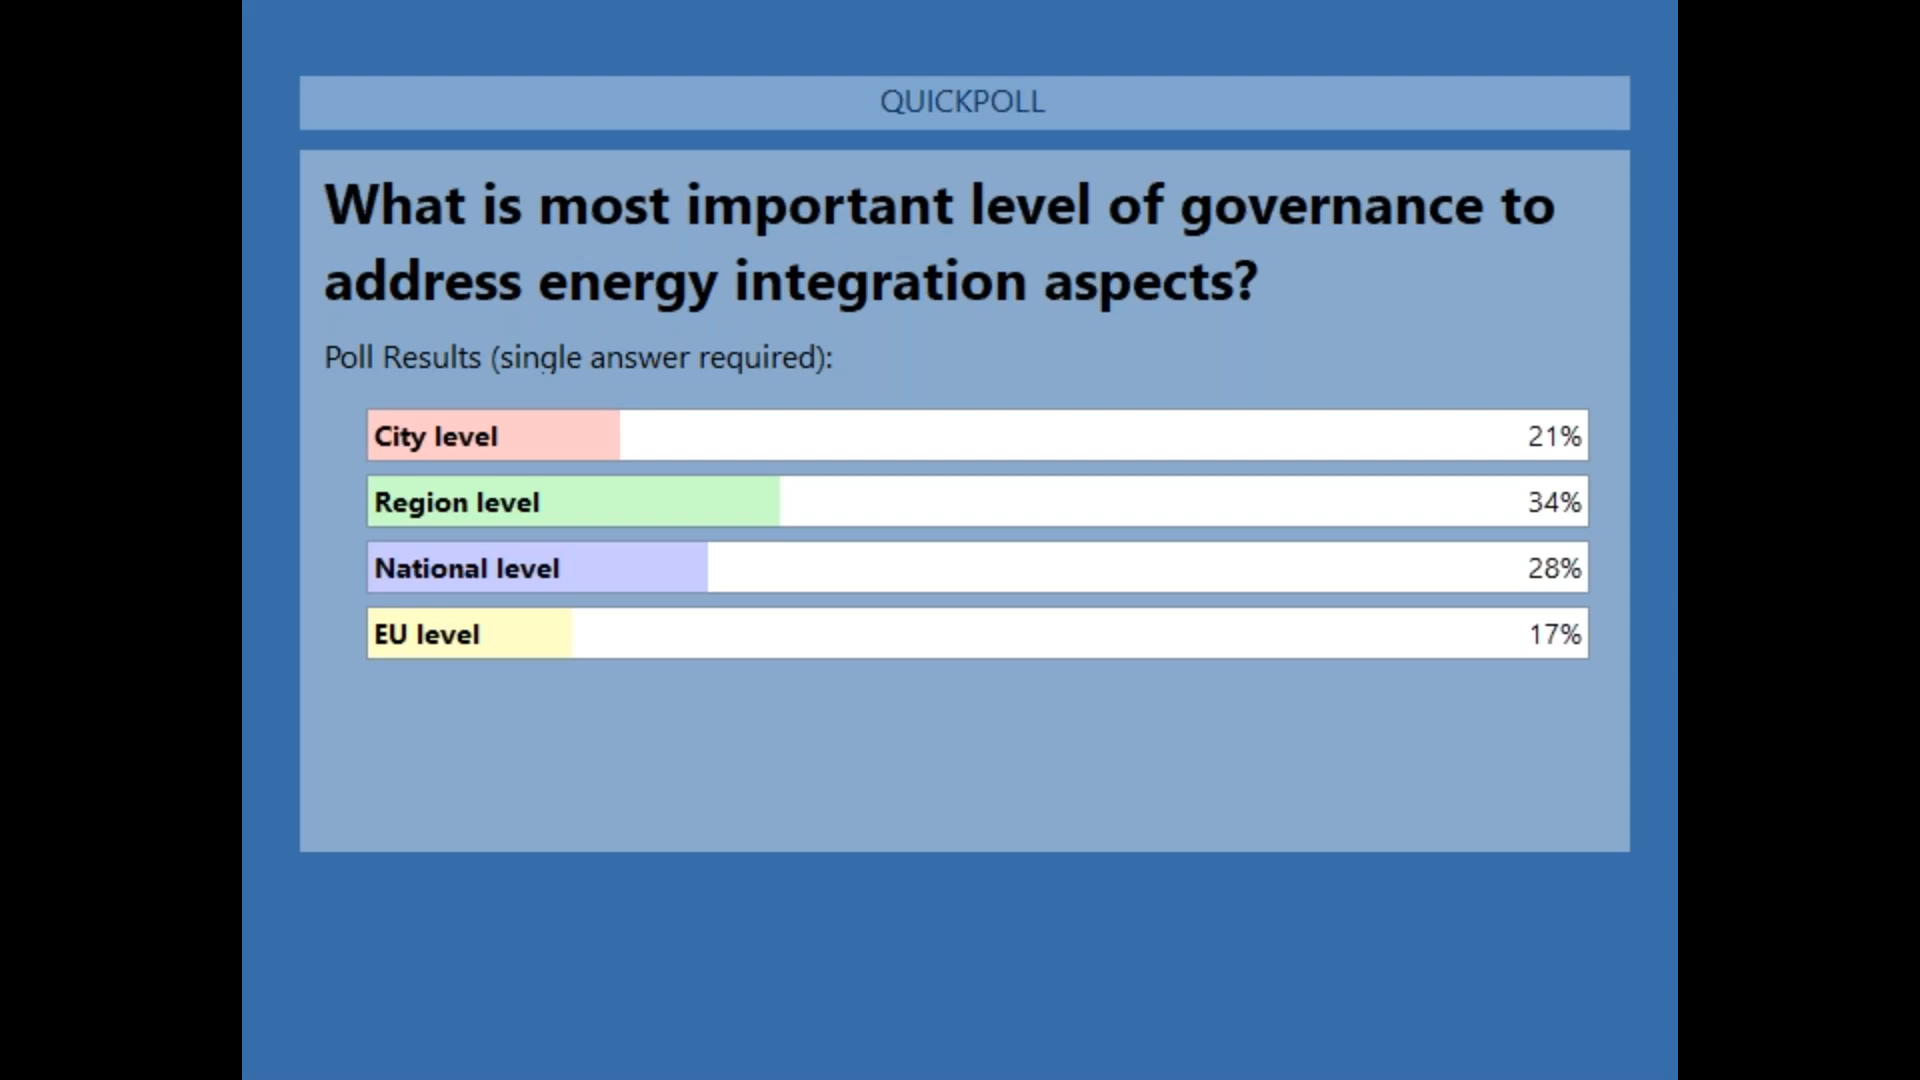 QUICKPOLL
What is most important level of governance to
address energy integration aspects?
Poll Results (single answer required):
City level 21%
Region level 34%
National level 28%
EU level 17%